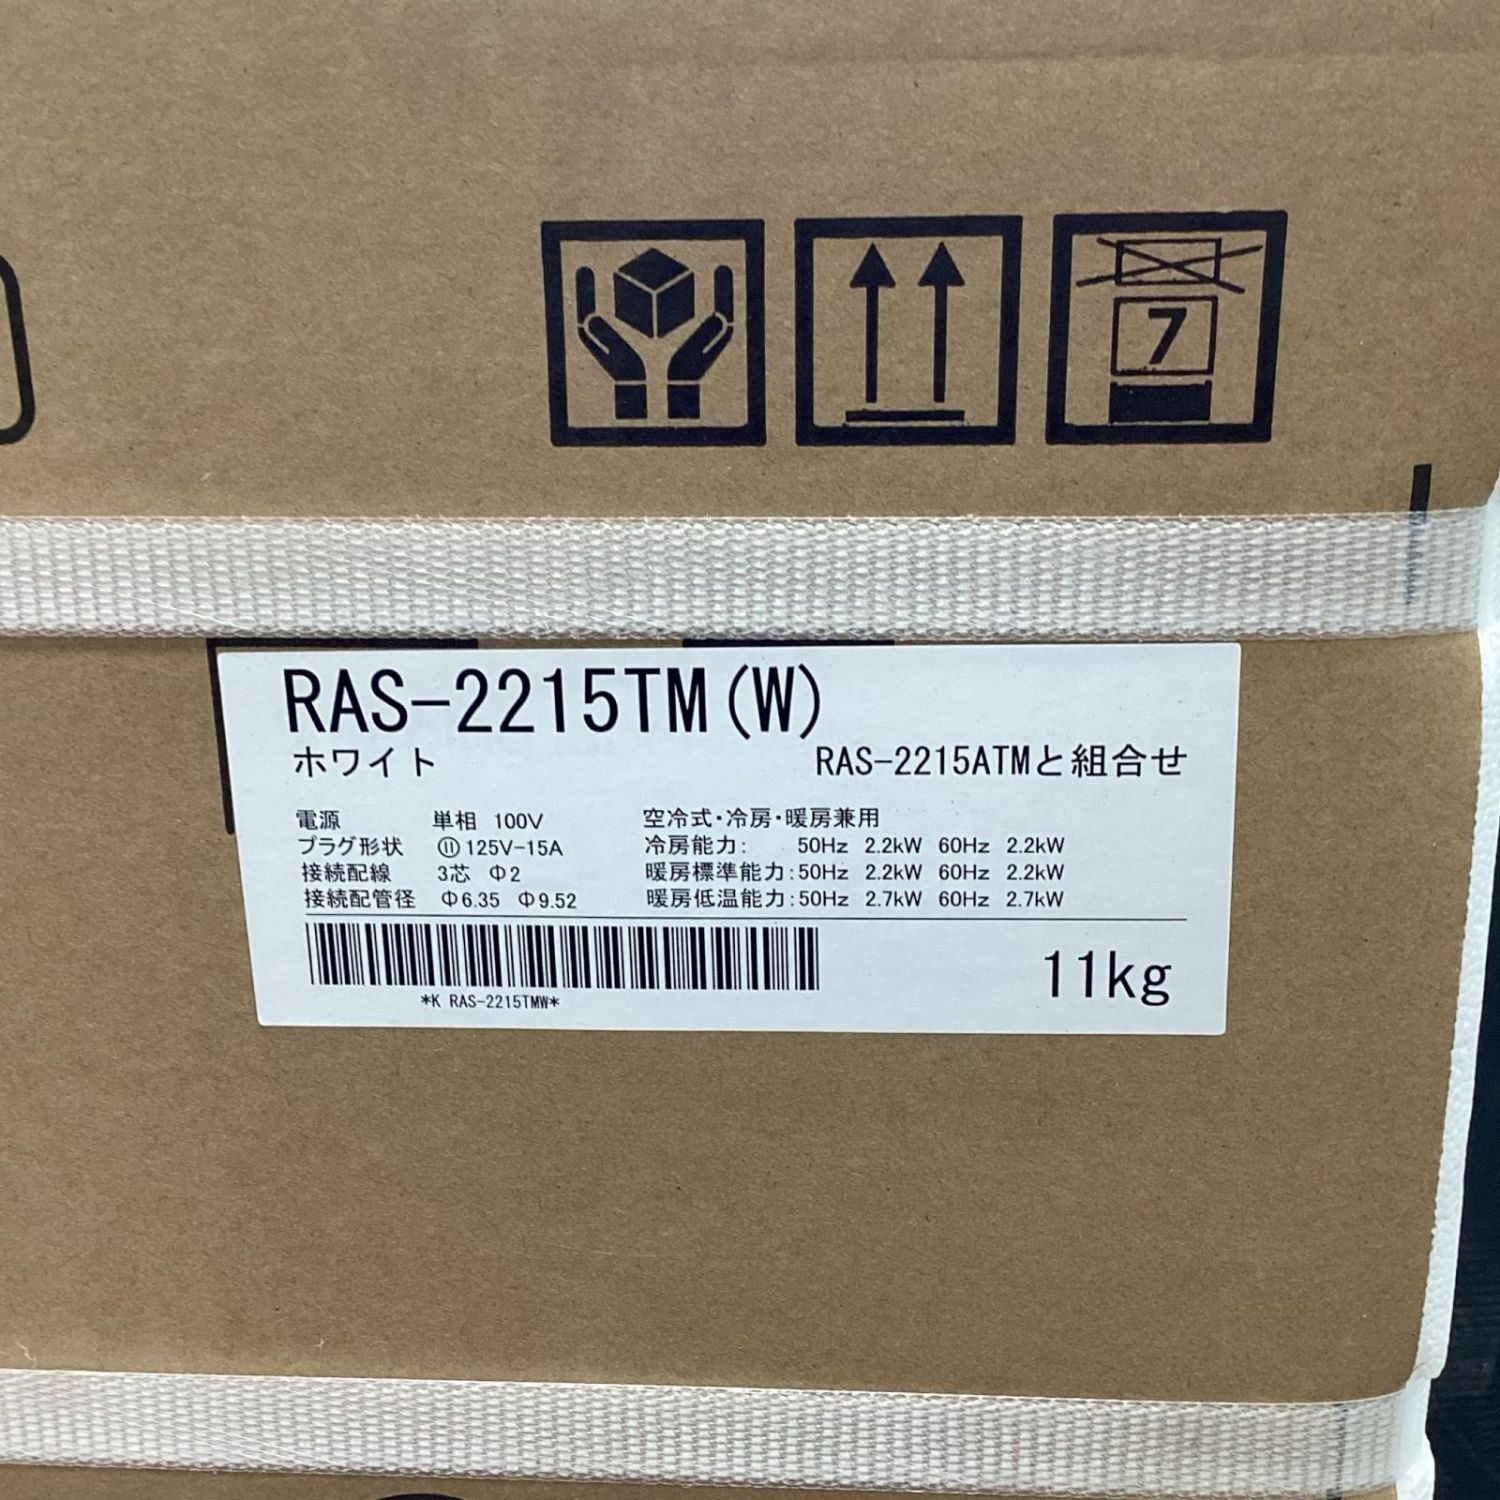 7
RAS-2215TM(W)
ホワイト
RAS-2215ATMと組合せ
電源 単相 100V
プラグ形状 125V-15A
接続配線 3芯 Φ2
接続配管径 Φ6.35 Φ9.52
空冷式・冷房・暖房兼用
冷房能力: 50Hz 2.2kW 60Hz 2.2kW
暖房標準能力:50Hz 2.2kW 60Hz 2.2kW
暖房低温能力:50Hz 2.7kW 60Hz 2.7kW
*K RAS-2215TMW*
11kg